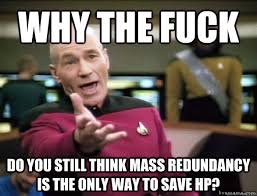 WHY THE FUCK
DO YOU STILL THINK MASS REDUNDANCY
IS THE ONLY WAY TO SAVE HP?